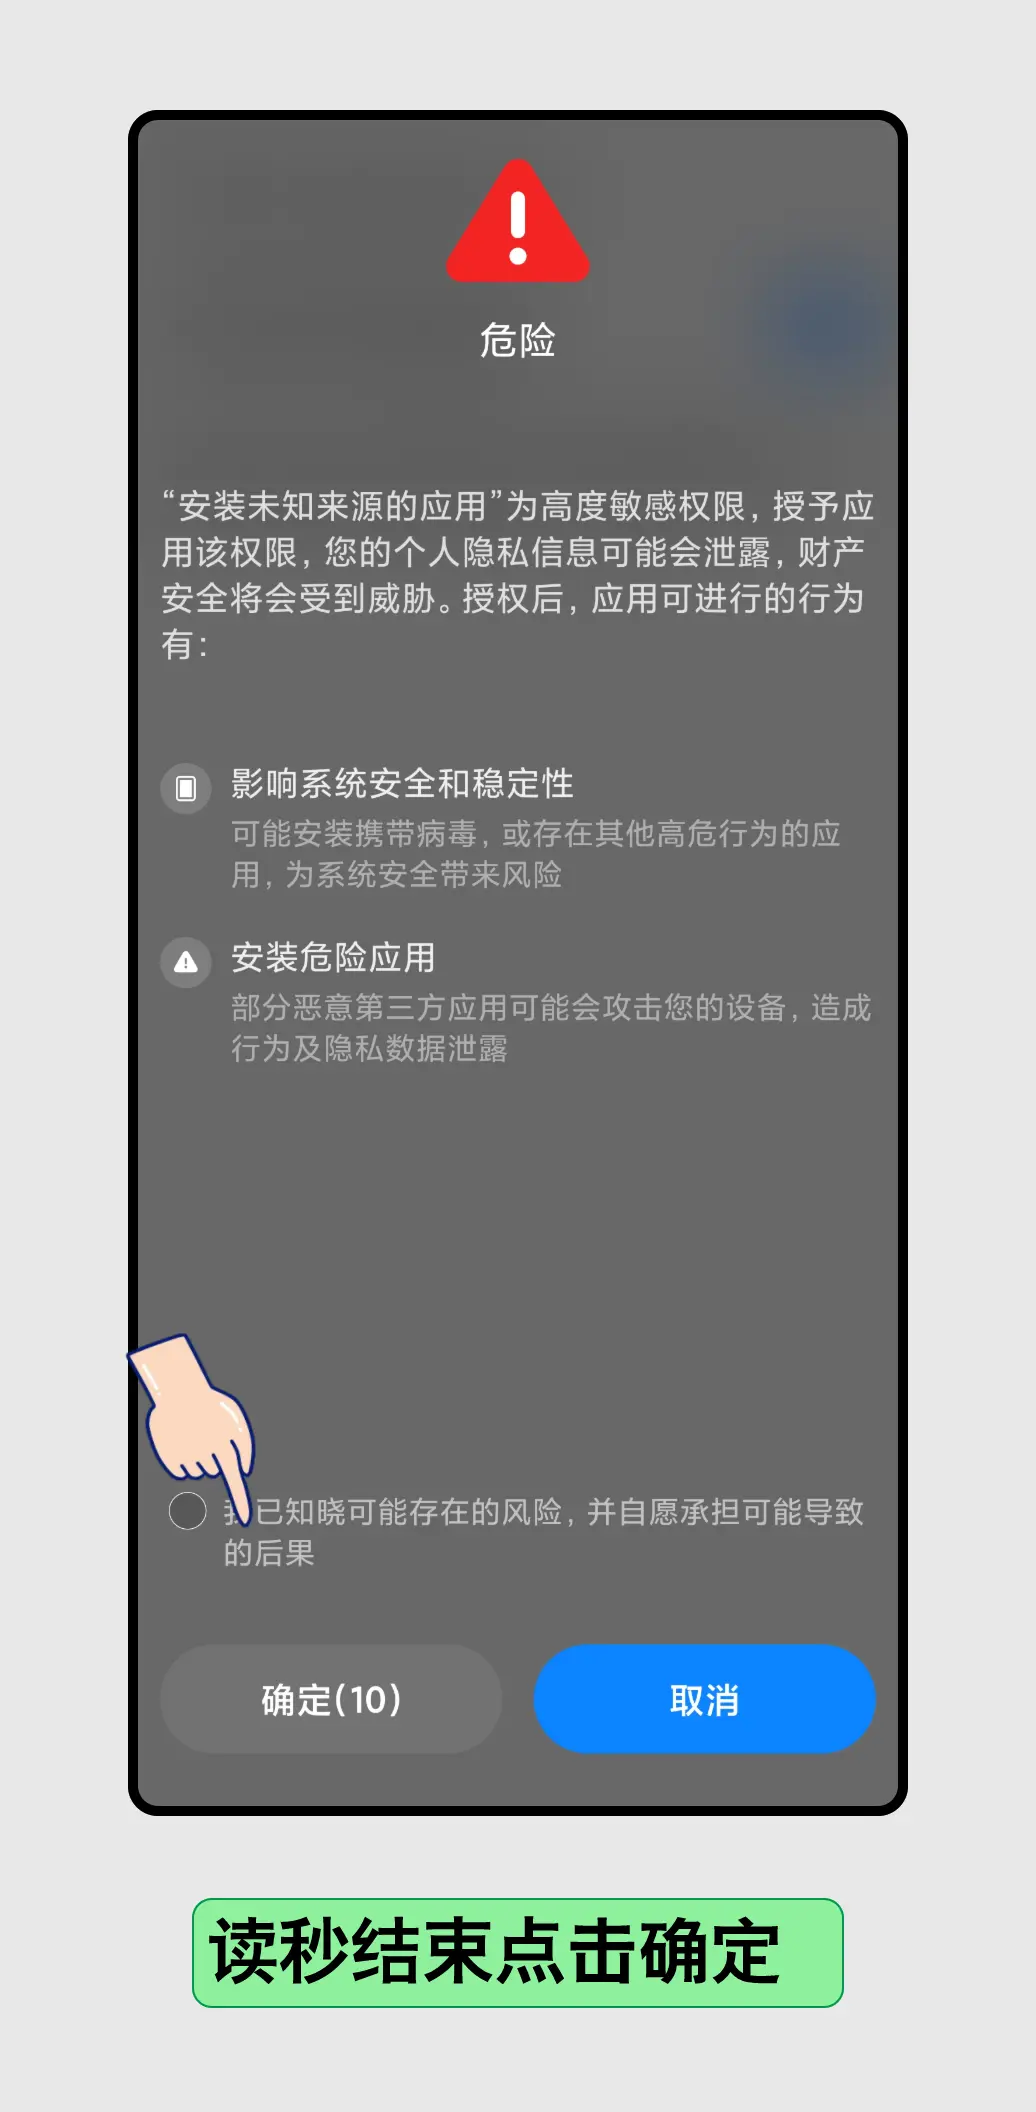 危险
“安装未知来源的应用”为高度敏感权限，授予应
用该权限，您的个人隐私信息可能会泄露，财产
安全将会受到威胁。授权后，应用可进行的行为
有：
影响系统安全和稳定性
可能安装携带病毒，或存在其他高危行为的应
用，为系统安全带来风险
安装危险应用
部分恶意第三方应用可能会攻击您的设备，造成
行为及隐私数据泄露
已知晓可能存在的风险，并自愿承担可能导致
的后果
确定(10)
取消
读秒结束点击确定